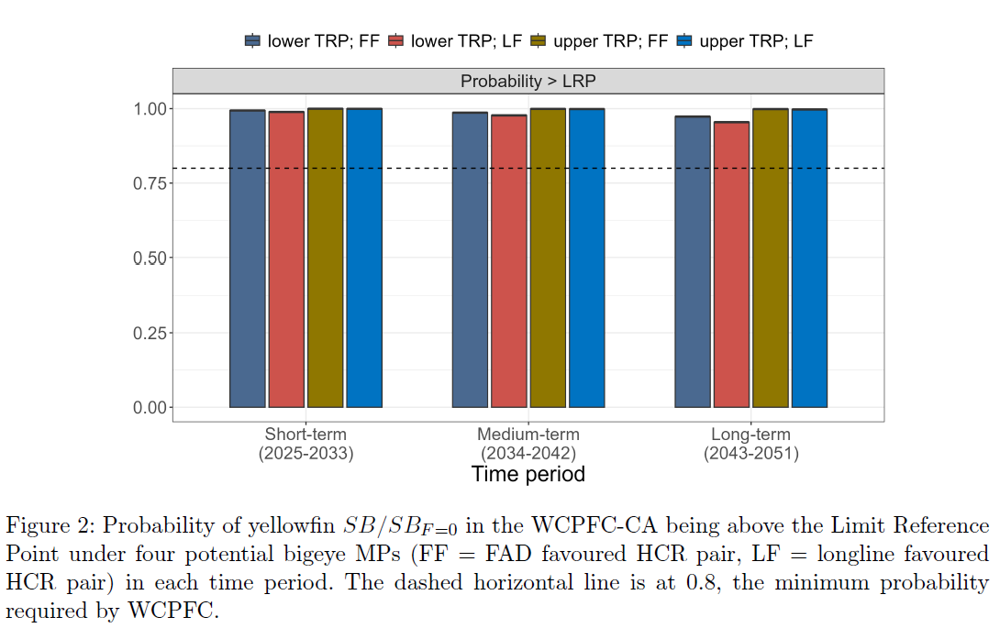 lower TRP; FF lower TRP; LF upper TRP; FF upper TRP; LF
Probability > LRP
1.00
0.75
0.50
0.25
0.00
Short-term Medium-term Long-term
(2025-2033) (2034-2042) (2043-2051)
Time period
Figure 2: Probability of yellowfin SB/SB_{F=0} in the WCPFC-CA being above the Limit Reference
Point under four potential bigeye MPs (FF = FAD favoured HCR pair, LF = longline favoured
HCR pair) in each time period. The dashed horizontal line is at 0.8, the minimum probability
required by WCPFC.